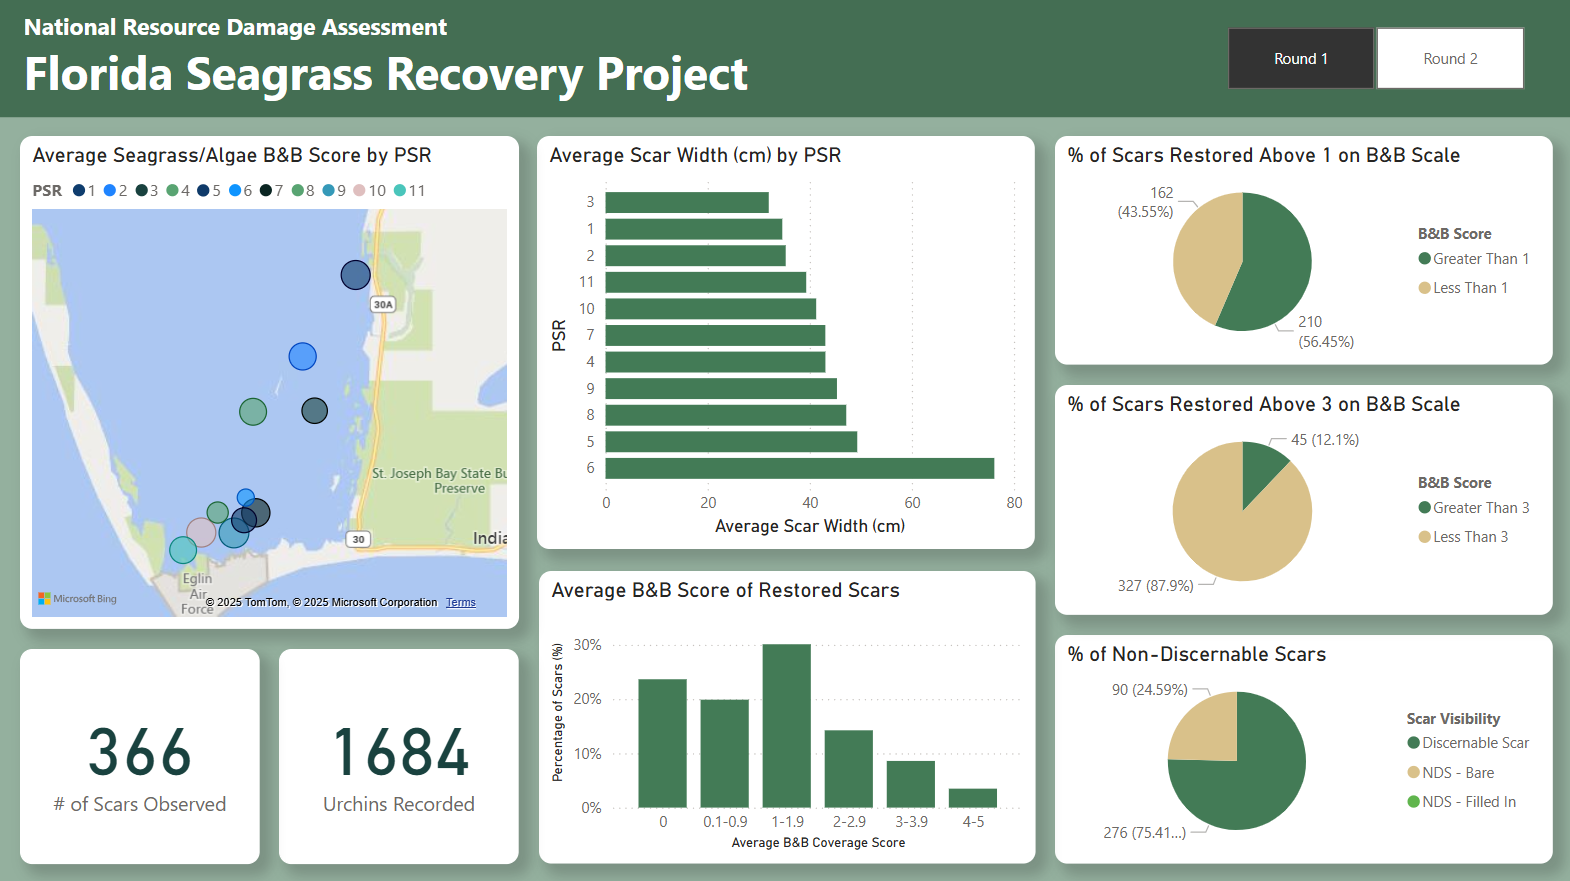 National Resource Damage Assessment
Florida Seagrass Recovery Project
Round 1
Round 2
Average Seagrass/Algae B&B Score by PSR
PSR 1 2 3 4 5 6 7 8 9 10 11
30A
St. Joseph Bay State Bu
Preserve
30
India
Eglin
Air
Force
Microsoft Bing
© 2025 TomTom, © 2025 Microsoft Corporation Terms
366
# of Scars Observed
1684
Urchins Recorded
Average Scar Width (cm) by PSR
PSR
3
1
2
11
10
7
4
9
8
5
6
0 20 40 60 80
Average Scar Width (cm)
Average B&B Score of Restored Scars
Percentage of Scars (%)
30%
20%
10%
0%
0 0.1-0.9 1-1.9 2-2.9 3-3.9 4-5
Average B&B Coverage Score
% of Scars Restored Above 1 on B&B Scale
162
(43.55%)
210
(56.45%)
B&B Score
Greater Than 1
Less Than 1
% of Scars Restored Above 3 on B&B Scale
45 (12.1%)
327 (87.9%)
B&B Score
Greater Than 3
Less Than 3
% of Non-Discernable Scars
90 (24.59%)
276 (75.41...)
Scar Visibility
Discernable Scar
NDS - Bare
NDS - Filled In